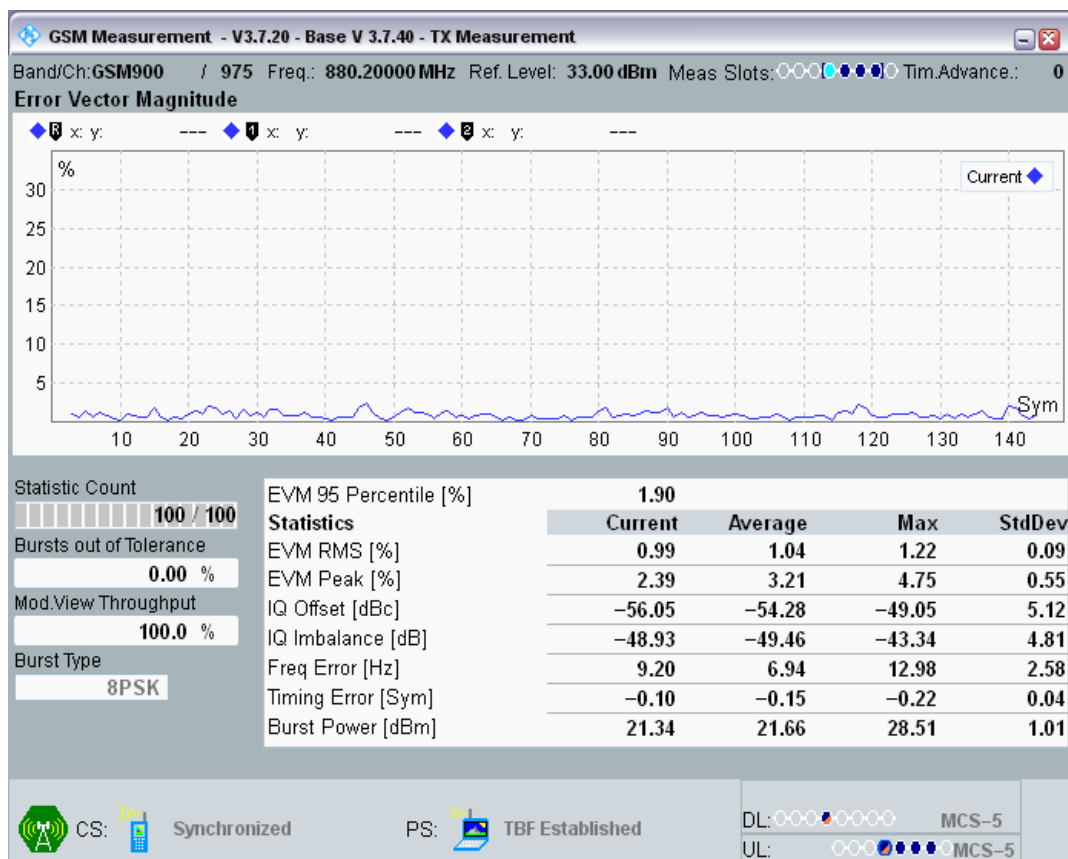 GSM Measurement - V3.7.20 - Base V 3.7.40 - TX Measurement
Band/Ch:GSM900 / 975 Freq.: 880.20000 MHz Ref. Level: 33.00 dBm Meas Slots: Tim.Advance.: 0
Error Vector Magnitude
R x: y: --- 1 x: y: --- 2 x: y: ---
%
Current
30
25
20
15
10
5
Sym
10 20 30 40 50 60 70 80 90 100 110 120 130 140
Statistic Count
100 / 100
Bursts out of Tolerance
0.00 %
Mod.View Throughput
100.0 %
Burst Type
8PSK
EVM 95 Percentile [%] 1.90
Statistics Current Average Max StdDev
EVM RMS [%] 0.99 1.04 1.22 0.09
EVM Peak [%] 2.39 3.21 4.75 0.55
IQ Offset [dBc] −56.05 −54.28 −49.05 5.12
IQ Imbalance [dB] −48.93 −49.46 −43.34 4.81
Freq Error [Hz] 9.20 6.94 12.98 2.58
Timing Error [Sym] −0.10 −0.15 −0.22 0.04
Burst Power [dBm] 21.34 21.66 28.51 1.01
CS: Synchronized PS: TBF Established
DL: MCS−5
UL: MCS−5